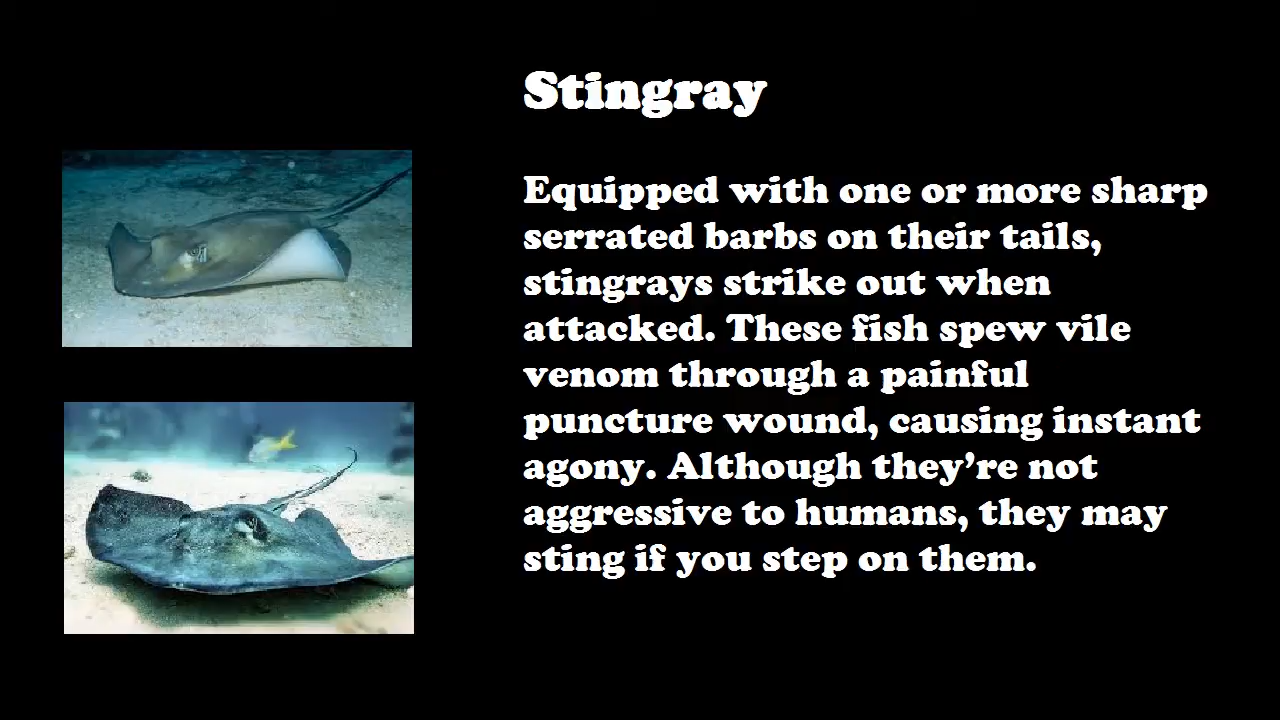 Stingray
Equipped with one or more sharp
serrated barbs on their tails,
stingrays strike out when
attacked. These fish spew vile
venom through a painful
puncture wound, causing instant
agony. Although they’re not
aggressive to humans, they may
sting if you step on them.